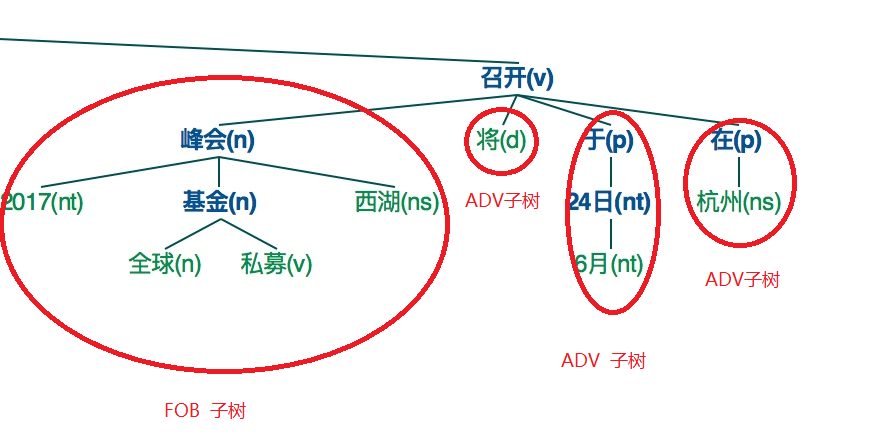 召开(v)
峰会(n) 将(d) 于(p) 在(p)
2017(nt) 基金(n) 西湖(ns) ADV子树 24日(nt) 杭州(ns)
全球(n) 私募(v) 6月(nt) ADV子树
ADV 子树
FOB 子树